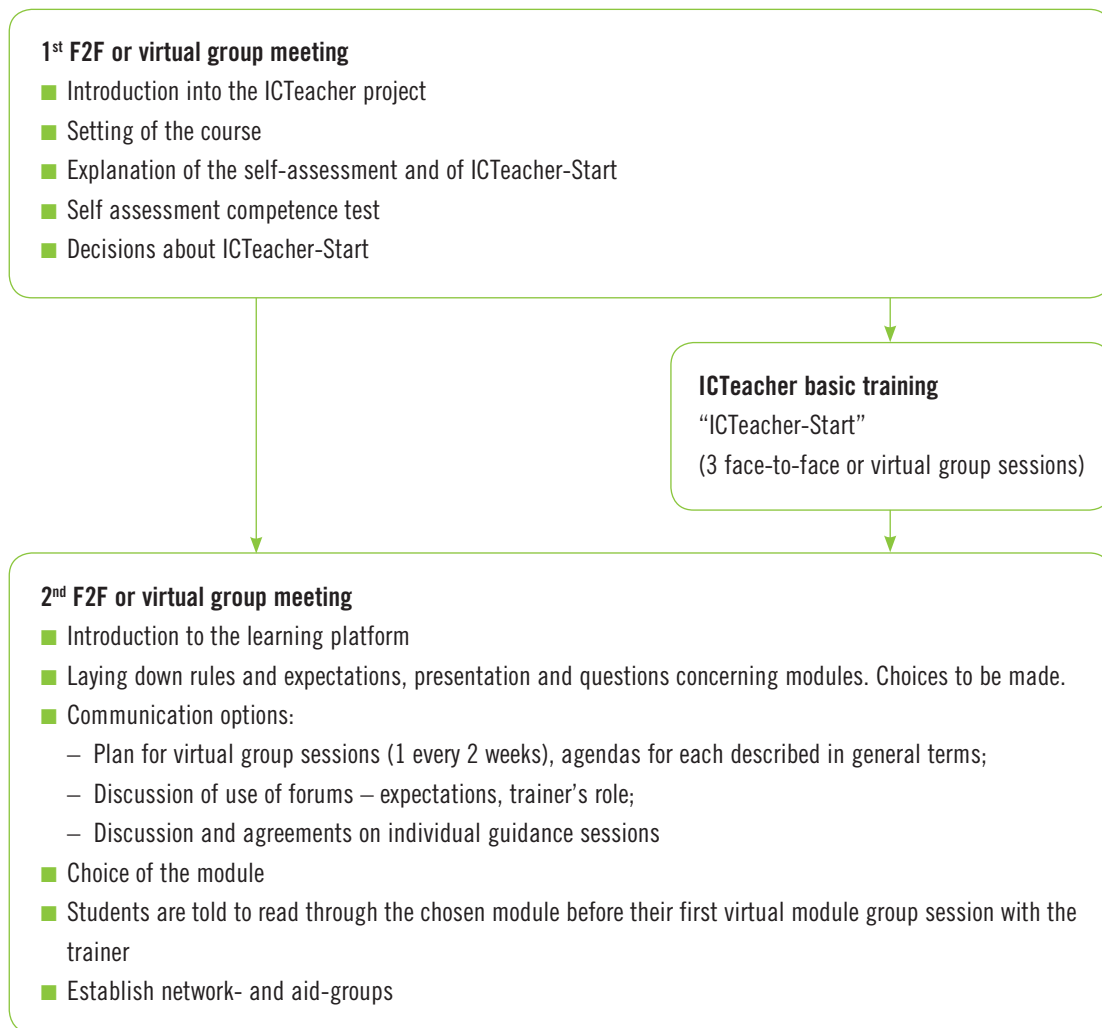 1st F2F or virtual group meeting
■ Introduction into the ICTeacher project
■ Setting of the course
■ Explanation of the self-assessment and of ICTeacher-Start
■ Self assessment competence test
■ Decisions about ICTeacher-Start
ICTeacher basic training
“ICTeacher-Start”
(3 face-to-face or virtual group sessions)
2nd F2F or virtual group meeting
■ Introduction to the learning platform
■ Laying down rules and expectations, presentation and questions concerning modules. Choices to be made.
■ Communication options:
– Plan for virtual group sessions (1 every 2 weeks), agendas for each described in general terms;
– Discussion of use of forums – expectations, trainer’s role;
– Discussion and agreements on individual guidance sessions
■ Choice of the module
■ Students are told to read through the chosen module before their first virtual module group session with the
trainer
■ Establish network- and aid-groups